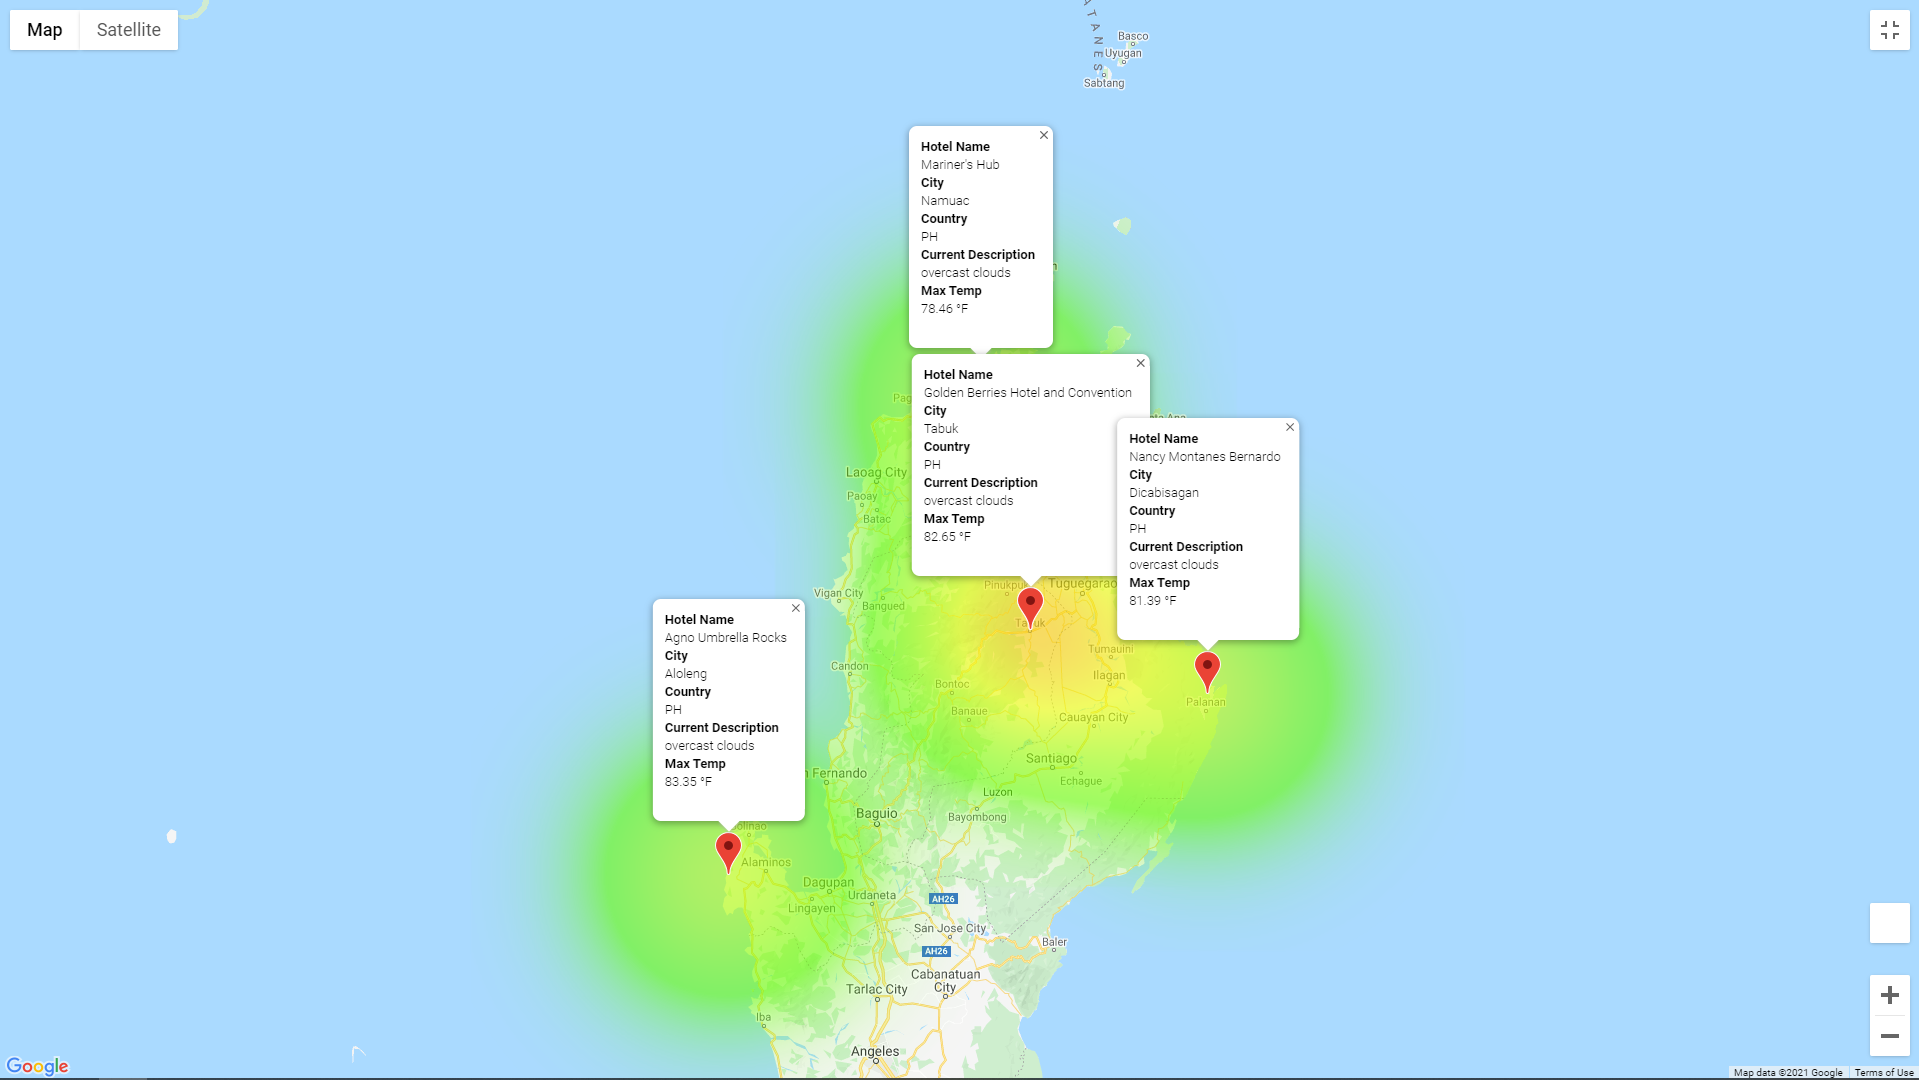 Map
Satellite
Basco
Uyugan
Sabtang
Hotel Name
Mariner's Hub
City
Namuac
Country
PH
Current Description
overcast clouds
Max Temp
78.46 °F
Hotel Name
Golden Berries Hotel and Convention
City
Tabuk
Country
PH
Current Description
overcast clouds
Max Temp
82.65 °F
Hotel Name
Nancy Montanes Bernardo
City
Dicabisagan
Country
PH
Current Description
overcast clouds
Max Temp
81.39 °F
Hotel Name
Agno Umbrella Rocks
City
Aloleng
Country
PH
Current Description
overcast clouds
Max Temp
83.35 °F
Laoag City
Paoay
Batac
Vigan City
Bangued
Tabuk
Tumauini
Candon
Ilagan
Bontoc
Palanan
Banaue
Cauayan City
Santiago
Fernando
Echague
Luzon
Baguio
Bayombong
Alaminos
Dagupan
Urdaneta
Lingayen
AH26
San Jose City
Baler
AH26
Cabanatuan
City
Tarlac City
Iba
Angeles
Google
Map data ©2021 Google
Terms of Use